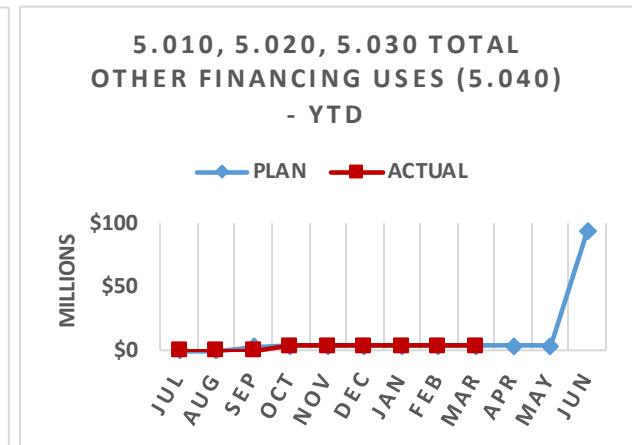 5.010, 5.020, 5.030 TOTAL
OTHER FINANCING USES (5.040)
- YTD
PLAN ACTUAL
MILLIONS
$100
$50
$0
JUL AUG SEP OCT NOV DEC JAN FEB MAR APR MAY JUN